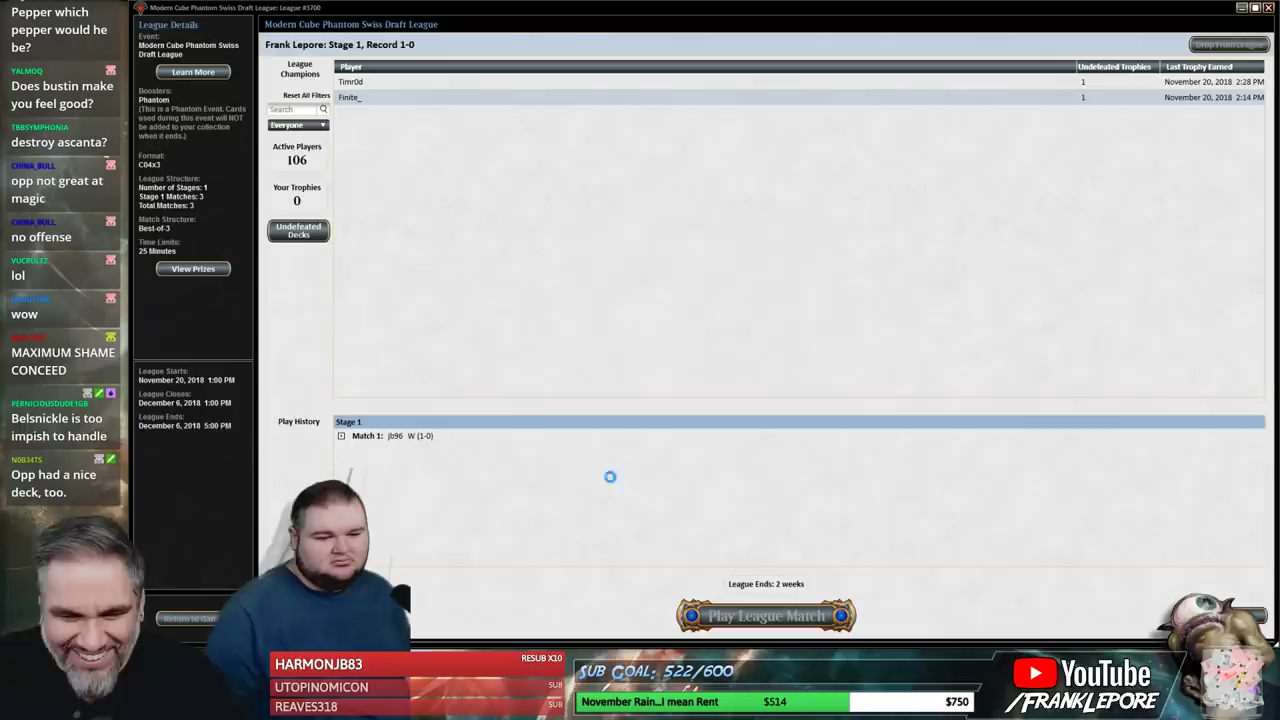 Modern Cube Phantom Swiss Draft League: League #3700
Pepper which
pepper would he
be?
YALMOQ
Does bustin make
you feel good?
TBBSYMPHONIA
destroy ascanta?
CHINA_BULL
opp not great at
magic
CHINA_BULL
no offense
VUCRULEZ
lol
wow
MAXIMUM SHAME
CONCEED
PERNICIOUSDUDE1GB
Belsnickle is too
impish to handle
N0B34TS
Opp had a nice
deck, too.
League Details
Event:
Modern Cube Phantom Swiss
Draft League
Learn More
Boosters:
Phantom
(This is a Phantom Event. Cards
used during this event will NOT
be added to your collection
when it ends.)
Format:
C04x3
League Structure:
Number of Stages: 1
Stage 1 Matches: 3
Total Matches: 3
Match Structure:
Best-of-3
Time Limits:
25 Minutes
View Prizes
League Starts:
November 20, 2018 1:00 PM
League Closes:
December 6, 2018 1:00 PM
League Ends:
December 6, 2018 5:00 PM
Modern Cube Phantom Swiss Draft League
Frank Lepore: Stage 1, Record 1-0
Drop From League
League
Champions
Reset All Filters
Search
Everyone
Active Players
106
Your Trophies
0
Undefeated
Decks
Player Undefeated Trophies Last Trophy Earned
Timr0d 1 November 20, 2018 2:28 PM
Finite_ 1 November 20, 2018 2:14 PM
Play History
Stage 1
Match 1: jb96 W (1-0)
League Ends: 2 weeks
Play League Match
Return to
HARMONJB83 RESUB X10
UTOPINOMICON SUB
REAVES318 SUB
SUB GOAL: 522/600
November Rain...I mean Rent $514 $750
YouTube
/FRANKLEPORE